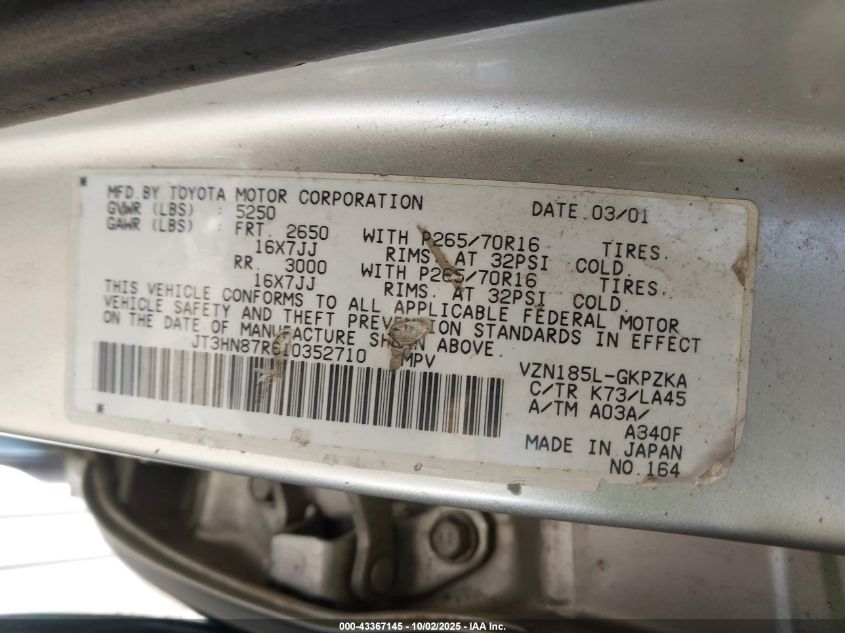 MFD.BY TOYOTA MOTOR CORPORATION DATE 03/01
GVWR (LBS) : 5250
GAWR (LBS) : FRT. 2650 WITH P265/70R16 TIRES.
16X7JJ RIMS. AT 32PSI COLD.
RR. 3000 WITH P265/70R16 TIRES.
16X7JJ RIMS. AT 32PSI COLD.
THIS VEHICLE CONFORMS TO ALL APPLICABLE FEDERAL MOTOR
VEHICLE SAFETY AND THEFT PREVENTION STANDARDS IN EFFECT
ON THE DATE OF MANUFACTURE SHOWN ABOVE.
JT3HN87R610352710 MPV
VZN185L-GKPZKA
C/TR K73/LA45
A/TM A03A/
A340F
MADE IN JAPAN
NO.164
000-43367145 - 10/02/2025 - IAA Inc.